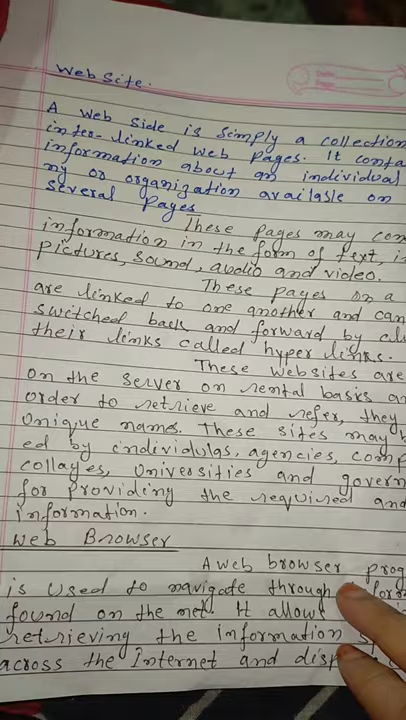 Web Site.
A Web Side is simply a collection
inter-linked web pages. It conta
information about an individual
ny or organization available on
several pages
These pages may con
information in the form of text, i
pictures, sound, audio and video.
These pages on a
are linked to one another and can
switched back and forward by cli
their links called hyper links.
These websites are
on the server on rental basis an
order to retrieve and refer, they
Unique names. These sites may b
ed by individulas, agencies, comp
collages, Universities and govern
for providing the required and
information.
Web Browser
A web browser prog
is used to navigate through
found on the net. It allows
retrieving the information
across the Internet and disp